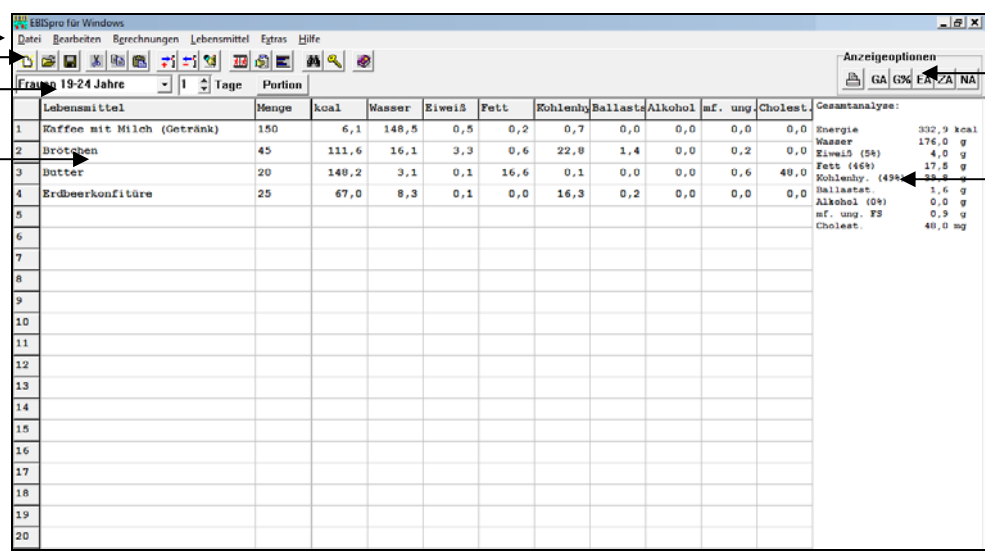 EBISpro für Windows
Datei Bearbeiten Berechnungen Lebensmittel Extras Hilfe
Anzeigeoptionen
GA G% EA ZA NA
Frauen 19-24 Jahre 1 Tage Portion
Lebensmittel Menge kcal Wasser Eiweiß Fett Kohlenhy Ballasts Alkohol mf. ung. Cholest.
1 Kaffee mit Milch (Getränk) 150 6,1 148,5 0,5 0,2 0,7 0,0 0,0 0,0 0,0
2 Brötchen 45 111,6 16,1 3,3 0,6 22,8 1,4 0,0 0,2 0,0
3 Butter 20 148,2 3,1 0,1 16,6 0,1 0,0 0,0 0,6 48,0
4 Erdbeerkonfitüre 25 67,0 8,3 0,1 0,0 16,3 0,2 0,0 0,0 0,0
5
6
7
8
9
10
11
12
13
14
15
16
17
18
19
20
Gesamtanalyse:
Energie 332,9 kcal
Wasser 176,0 g
Eiweiß (5%) 4,0 g
Fett (46%) 17,5 g
Kohlenhy. (49%) 39,8 g
Ballastst. 1,6 g
Alkohol (0%) 0,0 g
mf. ung. FS 0,9 g
Cholest. 48,0 mg